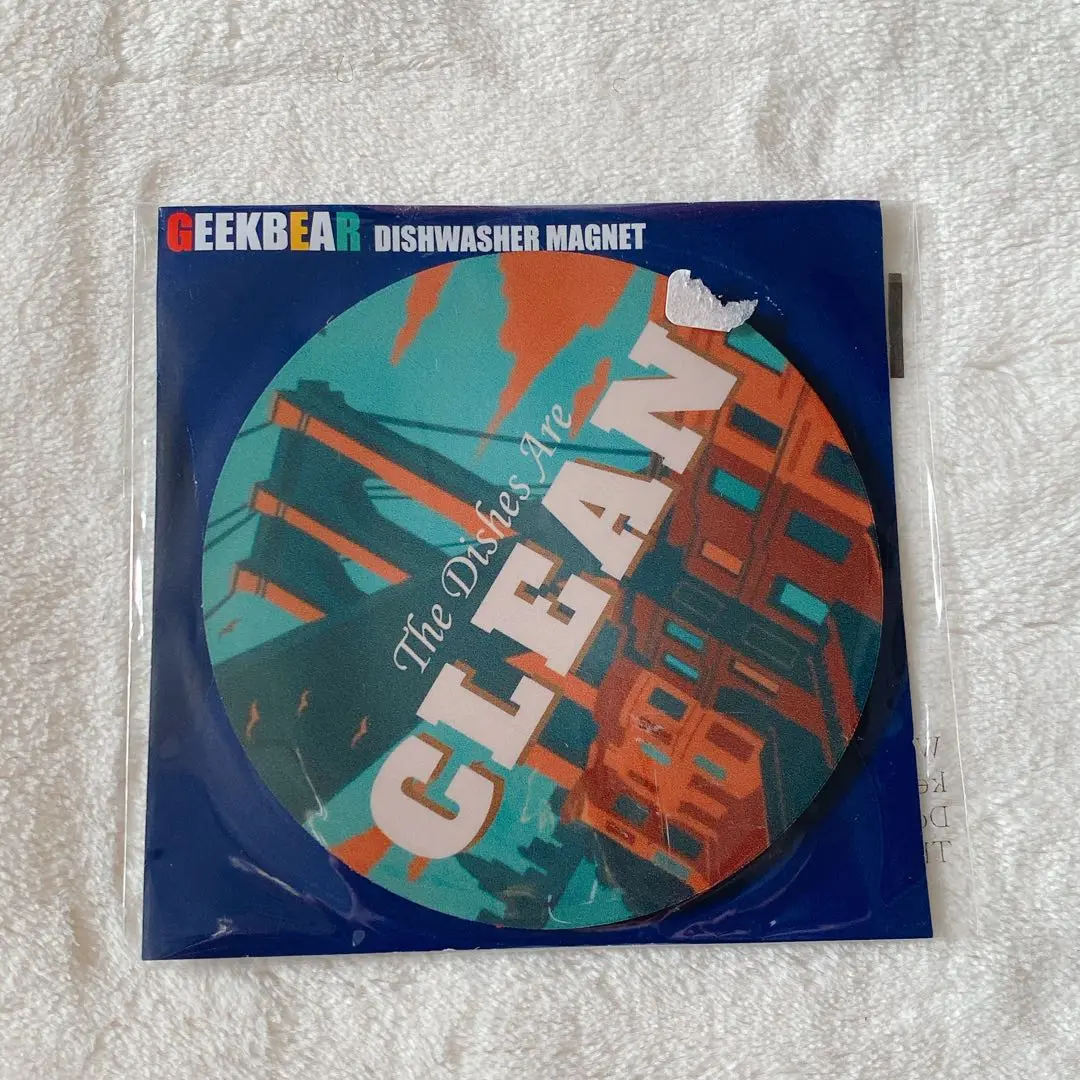 GEEKBEAR DISHWASHER MAGNET
The Dishes Are
CLEAN